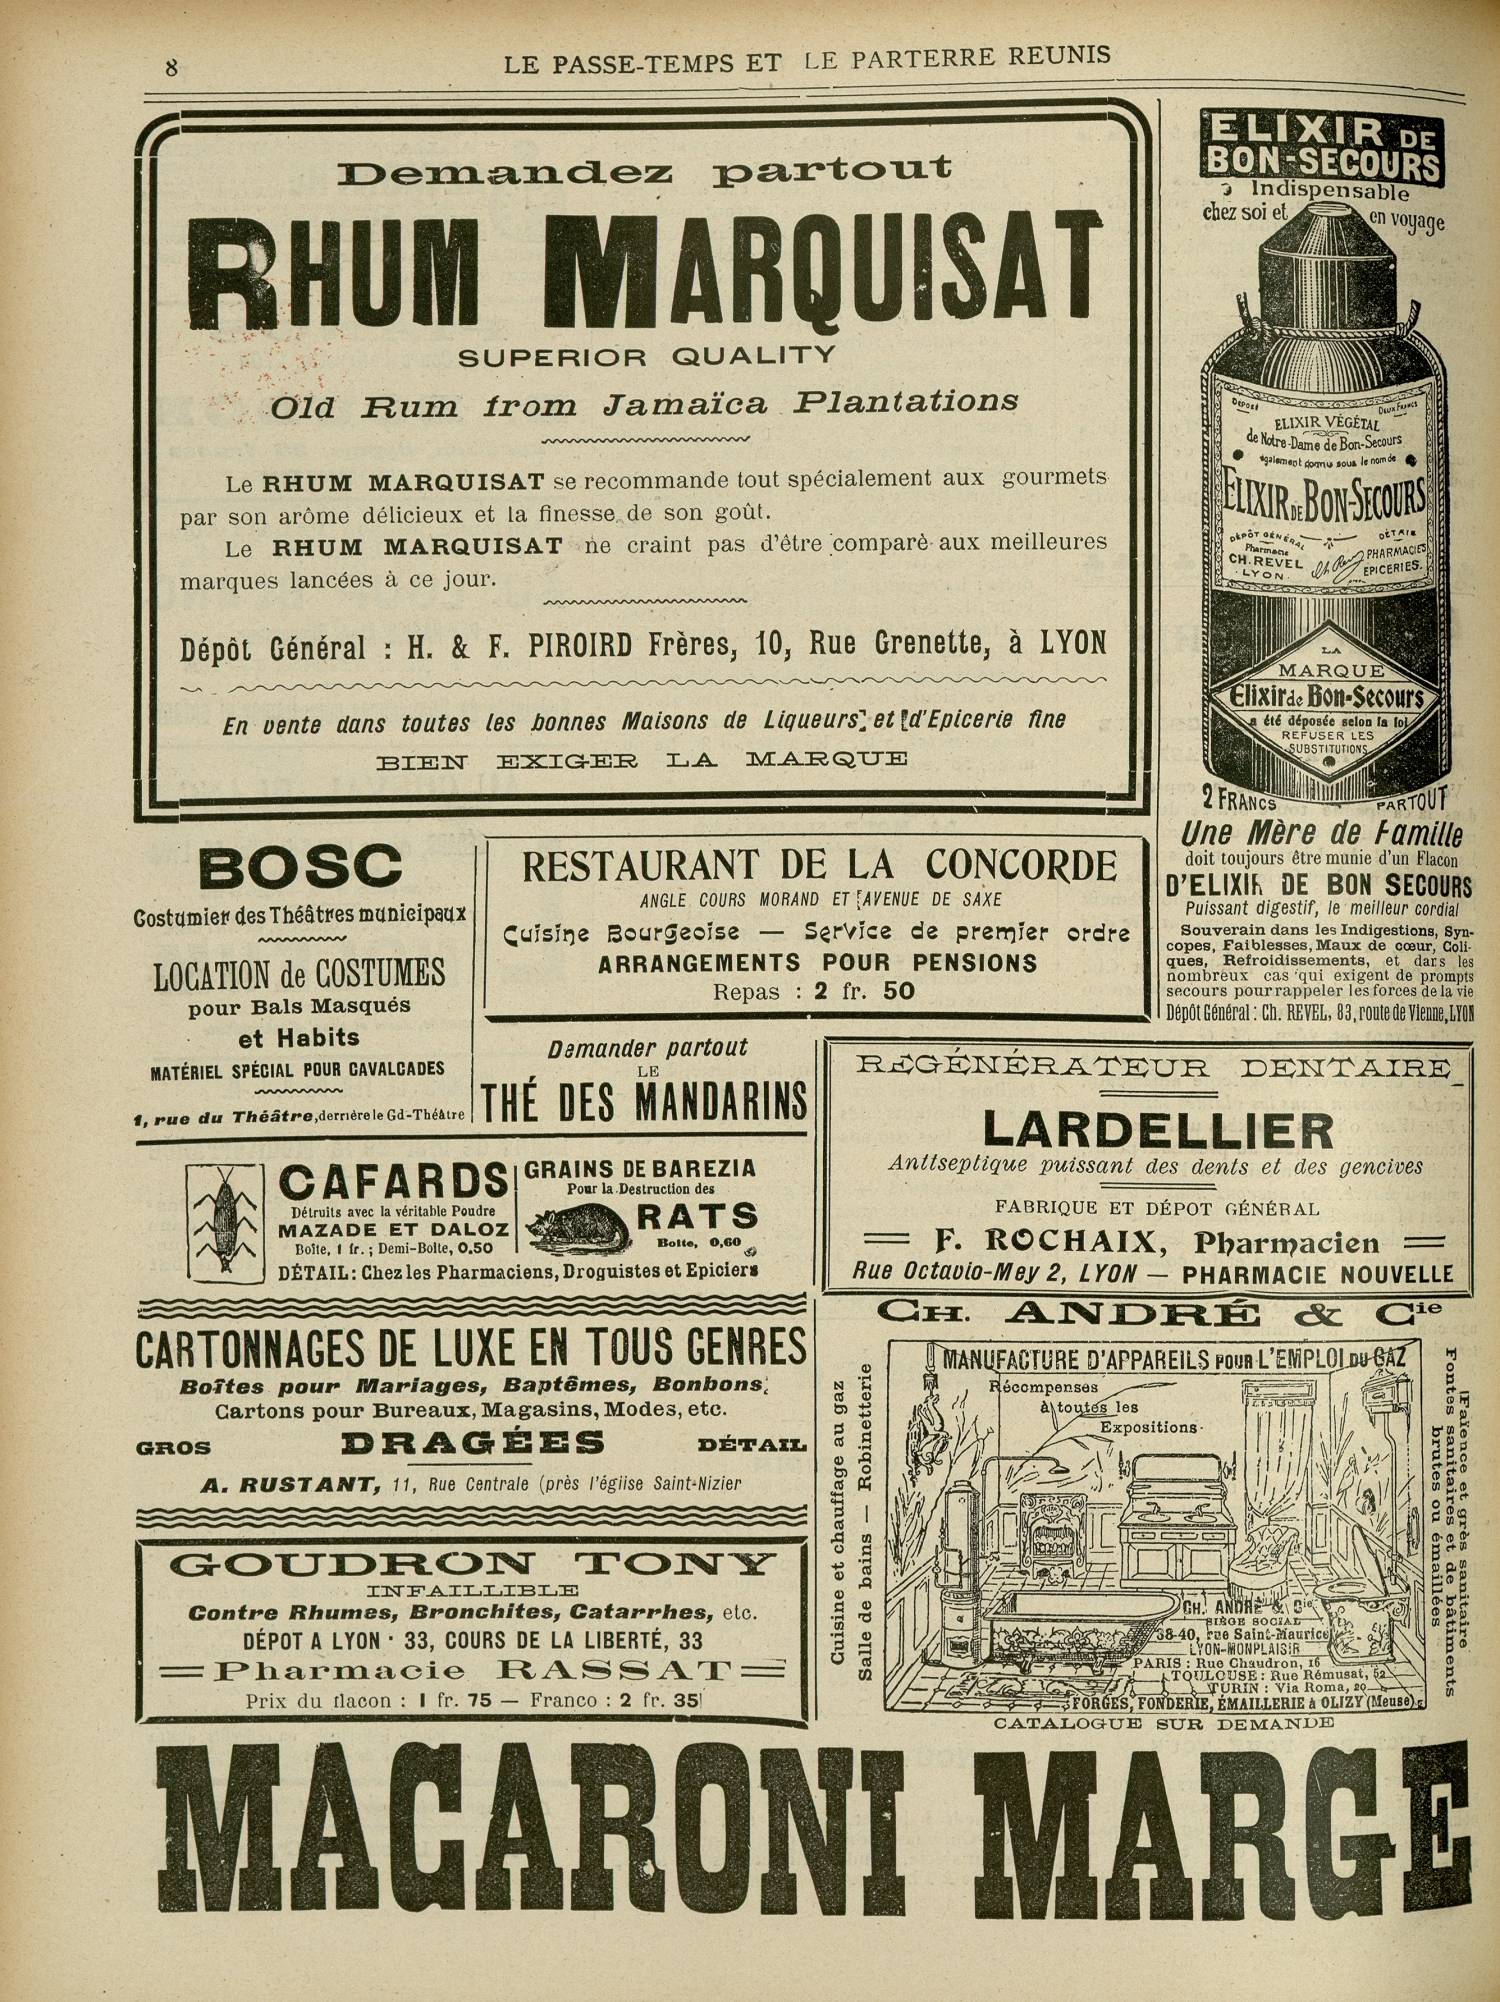 8
LE PASSE-TEMPS ET LE PARTERRE REUNIS
Demandez partout
RHUM MARQUISAT
SUPERIOR QUALITY
Old Rum from Jamaïca Plantations
Le RHUM MARQUISAT se recommande tout spécialement aux gourmets
par son arôme délicieux et la finesse de son goût.
Le RHUM MARQUISAT ne craint pas d'être comparè aux meilleures
marques lancées à ce jour.
Dépôt Général : H. & F. PIROIRD Frères, 10, Rue Grenette, à LYON
En vente dans toutes les bonnes Maisons de Liqueurs et d'Epicerie fine
BIEN EXIGER LA MARQUE
ELIXIR DE
BON-SECOURS
Indispensable
chez soi et en voyage
DÉPOSÉ DEUX FRANCS
ELIXIR VÉGÉTAL
de Notre-Dame de Bon-Secours
également connu sous le nom de
ELIXIR DE BON-SECOURS
DÉPÔT GÉNÉRAL
Pharmacie
CH. REVEL
LYON.
DÉTAIL
PHARMACIES
EPICERIES.
LA
MARQUE
Elixir de Bon-Secours
a été déposée selon la loi
REFUSER LES
SUBSTITUTIONS
2 FRANCS PARTOUT
Une Mère de Famille
doit toujours être munie d'un Flacon
D'ELIXIR DE BON SECOURS
Puissant digestif, le meilleur cordial
Souverain dans les Indigestions, Syn-
copes, Faiblesses, Maux de cœur, Coli-
ques, Refroidissements, et dans les
nombreux cas qui exigent de prompts
secours pour rappeler les forces de la vie
Dépôt Général : Ch. REVEL, 83, route de Vienne, LYON
BOSC
Costumier des Théâtres municipaux
LOCATION de COSTUMES
pour Bals Masqués
et Habits
MATÉRIEL SPÉCIAL POUR CAVALCADES
1, rue du Théâtre, derrière le Gd-Théâtre
RESTAURANT DE LA CONCORDE
ANGLE COURS MORAND ET AVENUE DE SAXE
Cuisine Bourgeoise — Service de premier ordre
ARRANGEMENTS POUR PENSIONS
Repas : 2 fr. 50
Demander partout
LE
THÉ DES MANDARINS
RÉGÉNÉRATEUR DENTAIRE
LARDELLIER
Antiseptique puissant des dents et des gencives
FABRIQUE ET DÉPOT GÉNÉRAL
F. ROCHAIX, Pharmacien
Rue Octavio-Mey 2, LYON — PHARMACIE NOUVELLE
CAFARDS
Détruits avec la véritable Poudre
MAZADE ET DALOZ
Boîte, 1 fr. ; Demi-Boîte, 0.50
GRAINS DE BAREZIA
Pour la Destruction des
RATS
Boîte, 0,60
DÉTAIL : Chez les Pharmaciens, Droguistes et Epiciers
CARTONNAGES DE LUXE EN TOUS GENRES
Boîtes pour Mariages, Baptêmes, Bonbons,
Cartons pour Bureaux, Magasins, Modes, etc.
GROS DRAGÉES DÉTAIL
A. RUSTANT, 11, Rue Centrale (près l'église Saint-Nizier
GOUDRON TONY
INFAILLIBLE
Contre Rhumes, Bronchites, Catarrhes, etc.
DÉPOT A LYON · 33, COURS DE LA LIBERTÉ, 33
Pharmacie RASSAT
Prix du flacon : 1 fr. 75 — Franco : 2 fr. 35
CH. ANDRÉ & Cie
Cuisine et chauffage au gaz
Salle de bains — Robinetterie
MANUFACTURE D'APPAREILS POUR L'EMPLOI DU GAZ
Récompenses
à toutes les
Expositions
CH. ANDRÉ & Cie
SIÈGE SOCIAL
38-40, rue Saint-Maurice
LYON-MONPLAISIR
PARIS : Rue Chaudron, 16
TOULOUSE : Rue Rémusat, 52
TURIN : Via Roma, 20
FORGES, FONDERIE, ÉMAILLERIE à OLIZY (Meuse)
Faïence et grès sanitaire
Fontes sanitaires et de bâtiments
brutes ou émaillées
CATALOGUE SUR DEMANDE
MACARONI MARGE